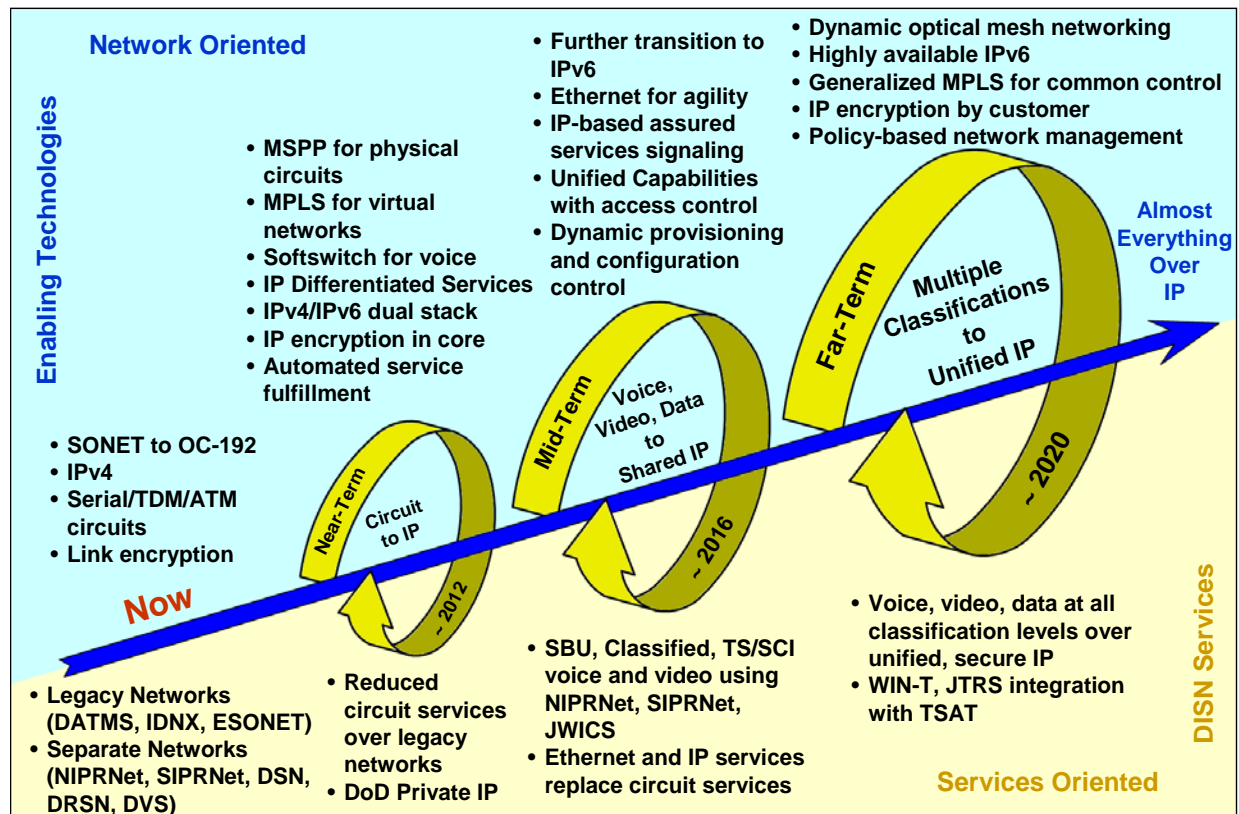 Network Oriented
Enabling Technologies
• SONET to OC-192
• IPv4
• Serial/TDM/ATM
circuits
• Link encryption
• MSPP for physical
circuits
• MPLS for virtual
networks
• Softswitch for voice
• IP Differentiated Services
• IPv4/IPv6 dual stack
• IP encryption in core
• Automated service
fulfillment
• Further transition to
IPv6
• Ethernet for agility
• IP-based assured
services signaling
• Unified Capabilities
with access control
• Dynamic provisioning
and configuration
control
• Dynamic optical mesh networking
• Highly available IPv6
• Generalized MPLS for common control
• IP encryption by customer
• Policy-based network management
Now
Near-Term
Circuit
to IP
~ 2012
Mid-Term
Voice,
Video, Data
to
Shared IP
~ 2016
Far-Term
Multiple
Classifications
to
Unified IP
~ 2020
Almost
Everything
Over
IP
• Legacy Networks
(DATMS, IDNX, ESONET)
• Separate Networks
(NIPRNet, SIPRNet, DSN,
DRSN, DVS)
• Reduced
circuit services
over legacy
networks
• DoD Private IP
• SBU, Classified, TS/SCI
voice and video using
NIPRNet, SIPRNet,
JWICS
• Ethernet and IP services
replace circuit services
• Voice, video, data at all
classification levels over
unified, secure IP
• WIN-T, JTRS integration
with TSAT
DISN Services
Services Oriented